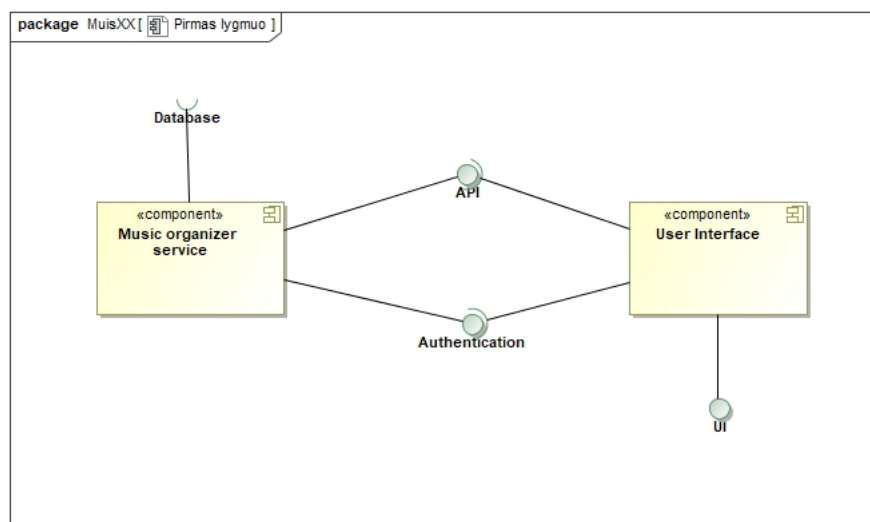 package MuisXX [ Pirmas lygmuo ]
Database
API
«component»
Music organizer
service
«component»
User Interface
Authentication
UI